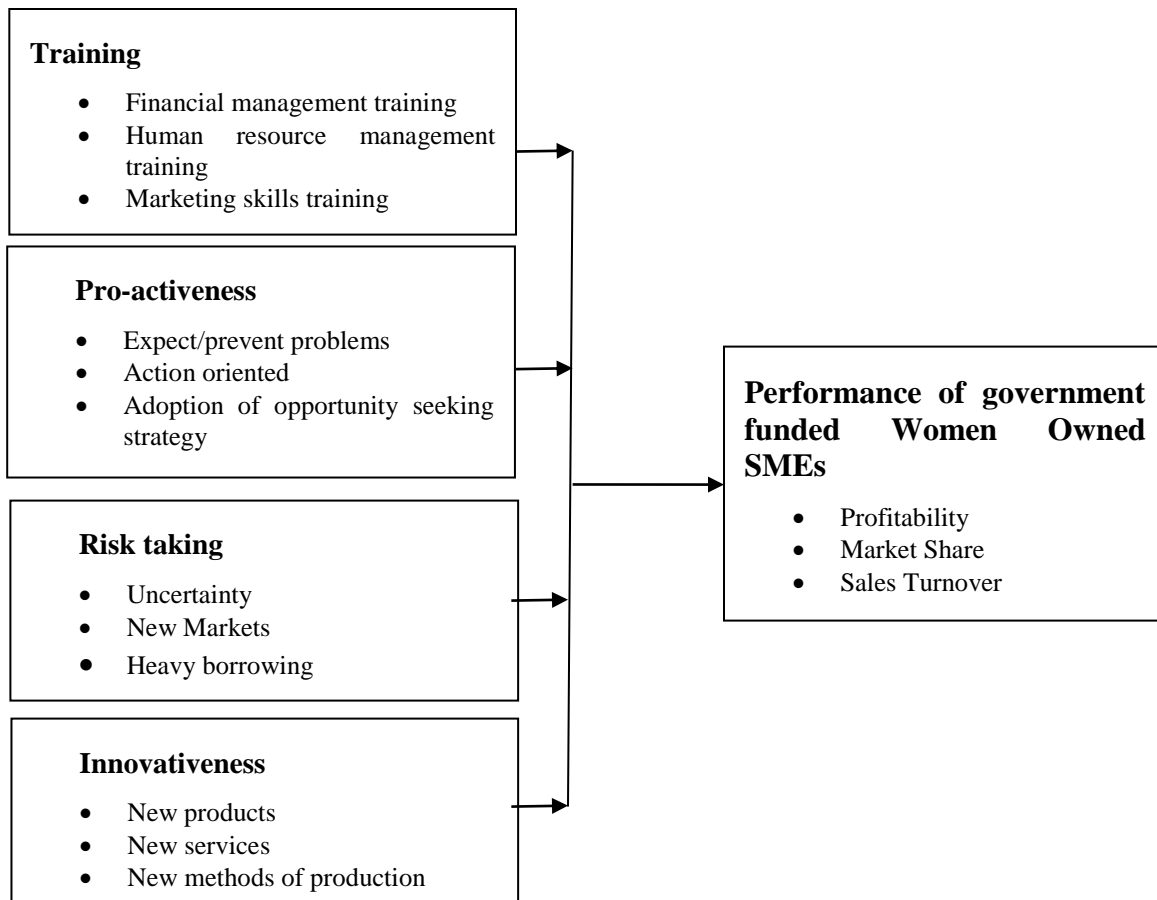 Training
• Financial management training
• Human resource management
training
• Marketing skills training
Pro-activeness
• Expect/prevent problems
• Action oriented
• Adoption of opportunity seeking
strategy
Risk taking
• Uncertainty
• New Markets
• Heavy borrowing
Innovativeness
• New products
• New services
• New methods of production
Performance of government
funded Women Owned
SMEs
• Profitability
• Market Share
• Sales Turnover